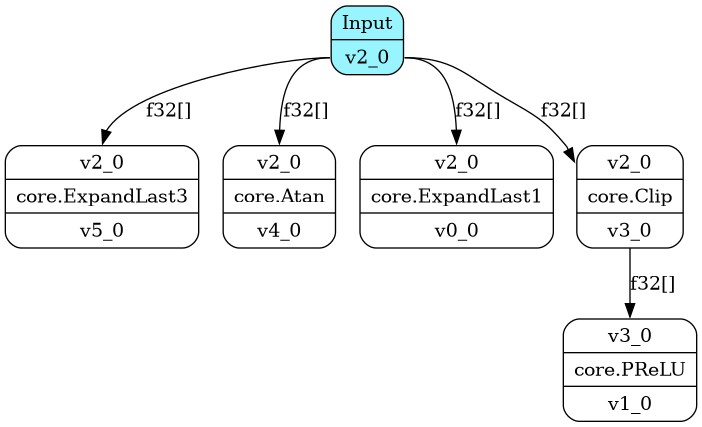 Input
v2_0
f32[]
f32[]
f32[]
f32[]
v2_0
core.ExpandLast3
v5_0
v2_0
core.Atan
v4_0
v2_0
core.ExpandLast1
v0_0
v2_0
core.Clip
v3_0
f32[]
v3_0
core.PReLU
v1_0